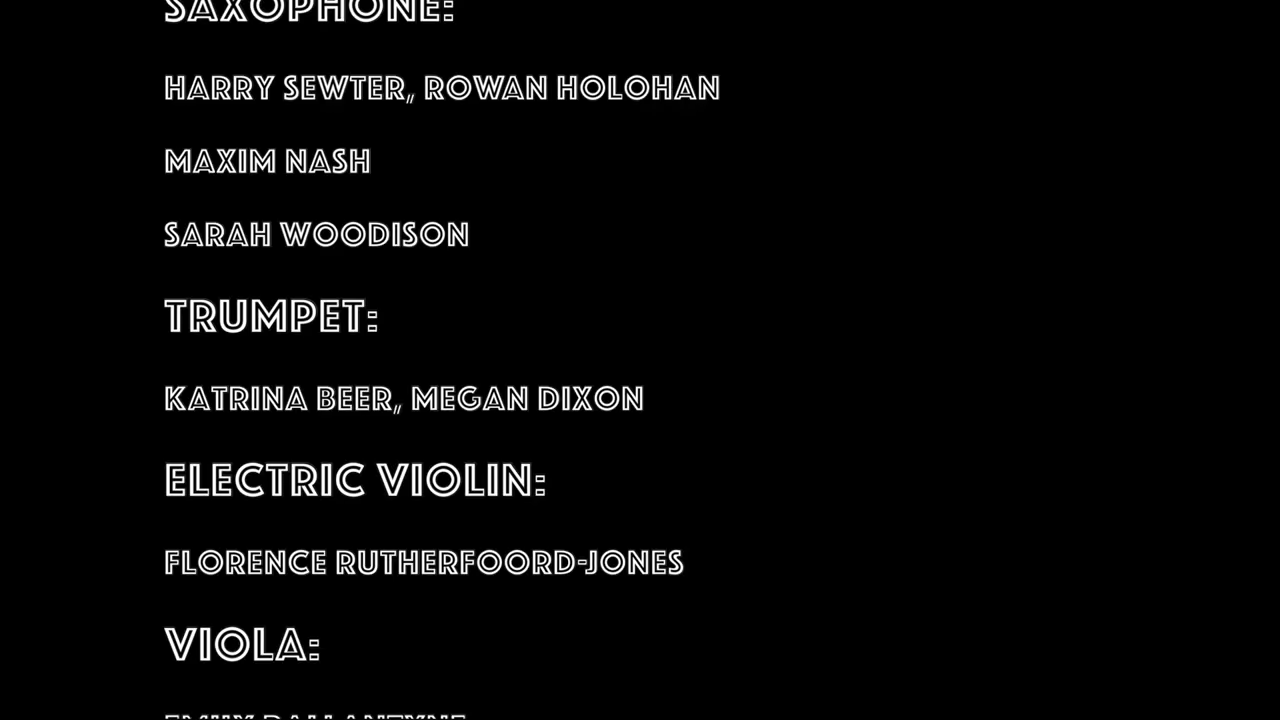 SAXOPHONE:
HARRY SEWTER, ROWAN HOLOHAN
MAXIM NASH
SARAH WOODISON
TRUMPET:
KATRINA BEER, MEGAN DIXON
ELECTRIC VIOLIN:
FLORENCE RUTHERFOORD-JONES
VIOLA: